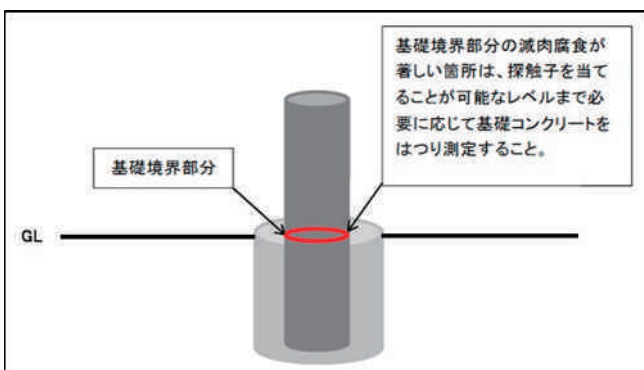 基礎境界部分の減肉腐食が
著しい箇所は、探触子を当て
ることが可能なレベルまで必
要に応じて基礎コンクリートを
はつり測定すること。
基礎境界部分
GL